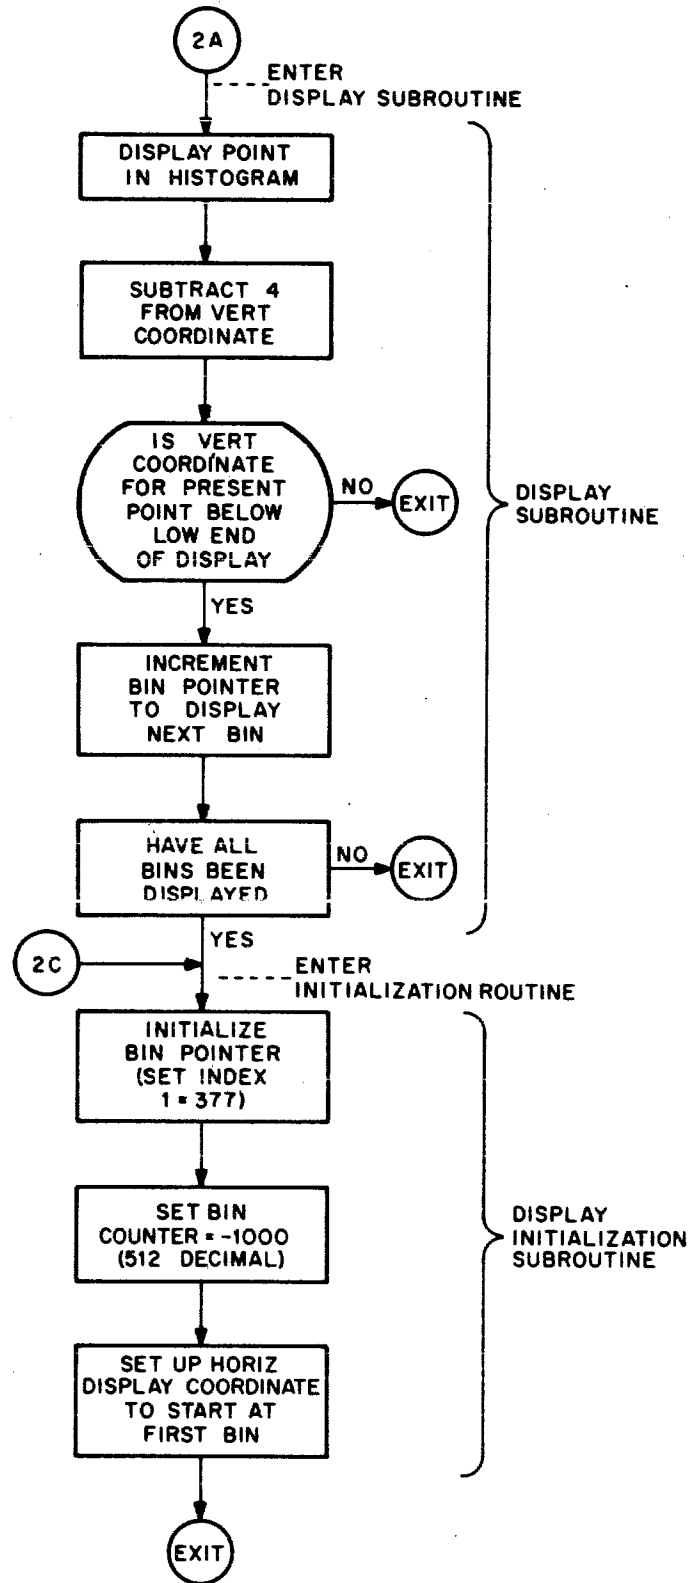 2A
ENTER
DISPLAY SUBROUTINE
DISPLAY POINT
IN HISTOGRAM
SUBTRACT 4
FROM VERT
COORDINATE
IS VERT
COORDINATE
FOR PRESENT
POINT BELOW
LOW END
OF DISPLAY
NO
EXIT
DISPLAY
SUBROUTINE
YES
INCREMENT
BIN POINTER
TO DISPLAY
NEXT BIN
HAVE ALL
BINS BEEN
DISPLAYED
NO
EXIT
YES
2C
ENTER
INITIALIZATION ROUTINE
INITIALIZE
BIN POINTER
(SET INDEX
1 = 377)
SET BIN
COUNTER = -1000
(512 DECIMAL)
DISPLAY
INITIALIZATION
SUBROUTINE
SET UP HORIZ
DISPLAY COORDINATE
TO START AT
FIRST BIN
EXIT